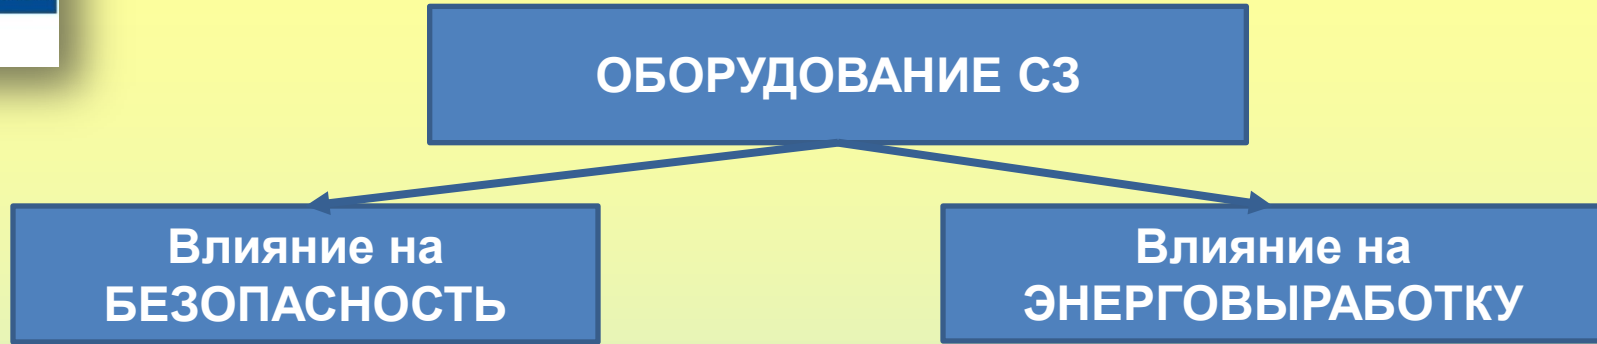 ОБОРУДОВАНИЕ СЗ
Влияние на
БЕЗОПАСНОСТЬ
Влияние на
ЭНЕРГОВЫРАБОТКУ